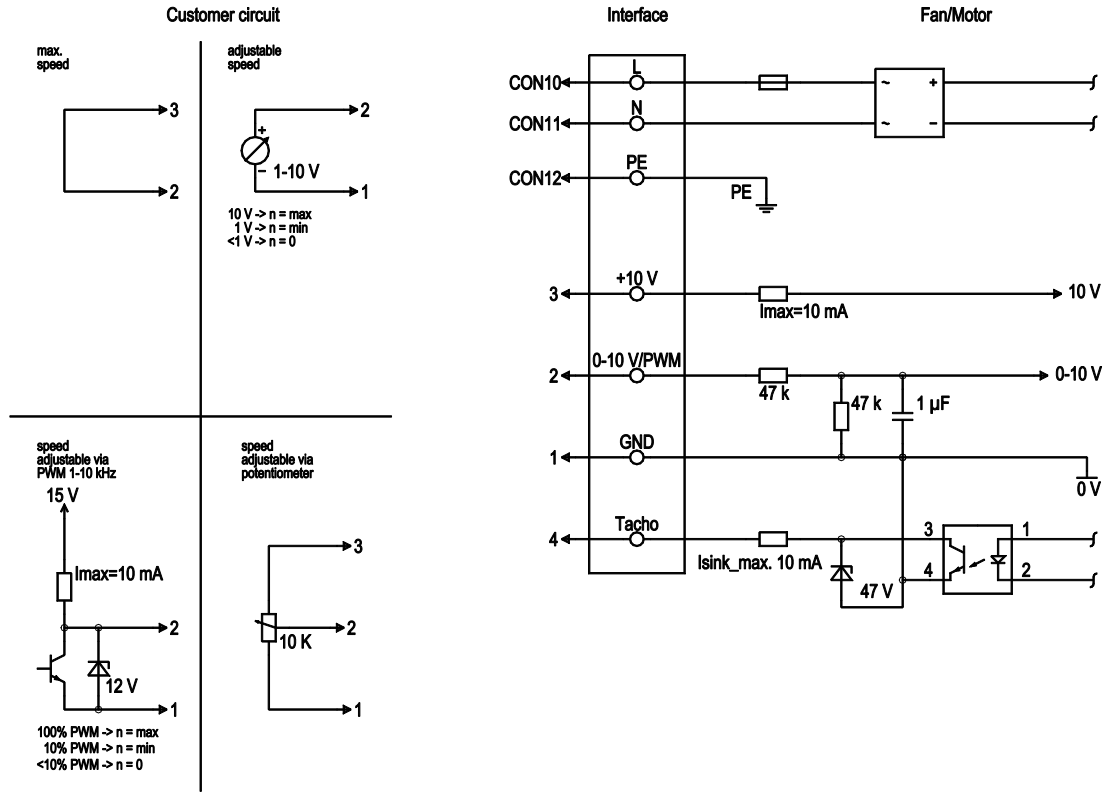 Customer circuit
Interface
Fan/Motor
max.
speed
3
2
adjustable
speed
2
+
−
1-10 V
1
10 V -> n = max
1 V -> n = min
<1 V -> n = 0
speed
adjustable via
PWM 1-10 kHz
15 V
Imax=10 mA
2
12 V
1
100% PWM -> n = max
10% PWM -> n = min
<10% PWM -> n = 0
speed
adjustable via
potentiometer
3
2
10 K
1
CON10
L
~
+
CON11
N
~
−
CON12
PE
PE
3
+10 V
Imax=10 mA
10 V
2
0-10 V/PWM
47 k
0-10 V
47 k
1 µF
1
GND
0 V
4
Tacho
Isink_max. 10 mA
47 V
3
1
4
2